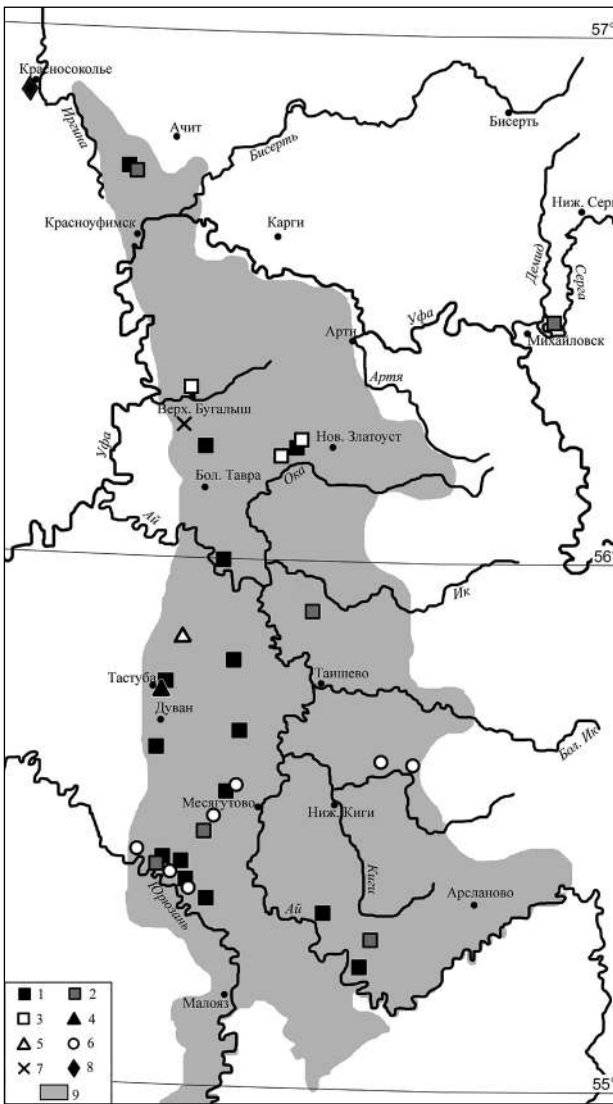 57°
Красносоколье
Иргина
Ачит
Бисерть
Бисерть
Красноуфимск
Карги
Ниж. Серг
Демид
Серга
Уфа
Михайловск
Арти
Артя
Верх. Бугалыш
Нов. Златоуст
Уфа
Бол. Тавра
Ока
Ай
56°
Ик
Тастуба
Таишево
Дуван
Бол. Ик
Месягутово
Ниж. Киги
Киги
Юрюзань
Ай
Арсланово
Малояз
1 2
3 4
5 6
7 8
9
55°